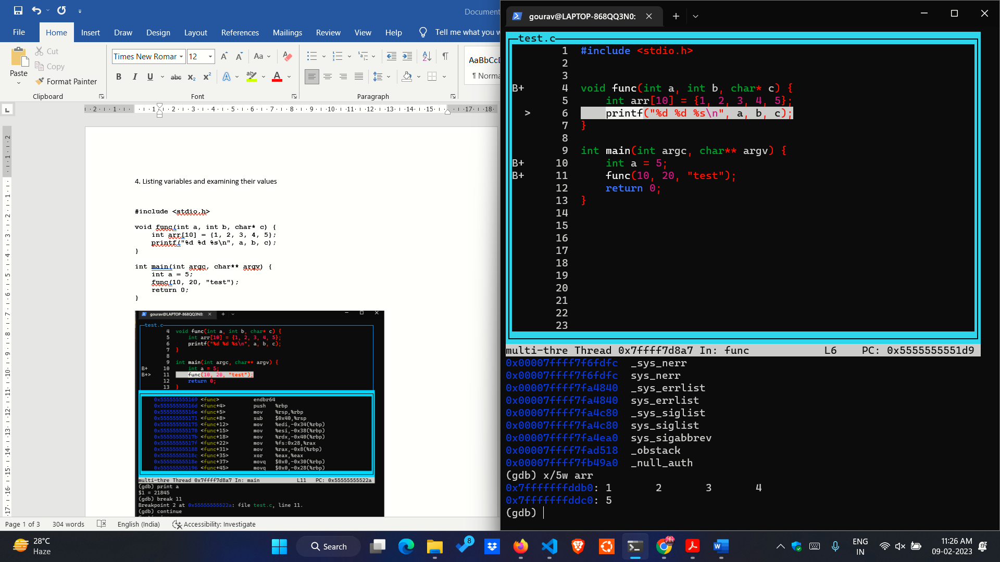 Document
File Home Insert Draw Design Layout References Mailings Review View Help Tell me what you w
Paste
Cut
Copy
Format Painter
Clipboard
Times New Romar 12
Aa
B I U abc x₂ x² A ab A
Font
Paragraph
AaBbCcD
¶ Norma
4. Listing variables and examining their values
#include <stdio.h>
void func(int a, int b, char* c) {
int arr[10] = {1, 2, 3, 4, 5};
printf("%d %d %s\n", a, b, c);
}
int main(int argc, char** argv) {
int a = 5;
func(10, 20, "test");
return 0;
}
gourav@LAPTOP-868QQ3N0:
test.c
4 void func(int a, int b, char* c) {
5 int arr[10] = {1, 2, 3, 4, 5};
6 printf("%d %d %s\n", a, b, c);
7 }
8
9 int main(int argc, char** argv) {
B+ 10 int a = 5;
B+> 11 func(10, 20, "test");
12 return 0;
13 }
0x555555555169 <func> endbr64
0x55555555516d <func+4> push %rbp
0x55555555516e <func+5> mov %rsp,%rbp
0x555555555171 <func+8> sub $0x40,%rsp
0x555555555175 <func+12> mov %edi,-0x34(%rbp)
0x555555555178 <func+15> mov %esi,-0x38(%rbp)
0x55555555517b <func+18> mov %rdx,-0x40(%rbp)
0x55555555517f <func+22> mov %fs:0x28,%rax
0x555555555188 <func+31> mov %rax,-0x8(%rbp)
0x55555555518c <func+35> xor %eax,%eax
0x55555555518e <func+37> movq $0x0,-0x30(%rbp)
0x555555555196 <func+45> movq $0x0,-0x28(%rbp)
multi-thre Thread 0x7ffff7d8a7 In: main L11 PC: 0x55555555522a
(gdb) print a
$1 = 21845
(gdb) break 11
Breakpoint 2 at 0x55555555522a: file test.c, line 11.
(gdb) continue
Page 1 of 3 304 words English (India) Accessibility: Investigate
gourav@LAPTOP-868QQ3N0:
test.c
1 #include <stdio.h>
2
3
B+ 4 void func(int a, int b, char* c) {
5 int arr[10] = {1, 2, 3, 4, 5};
> 6 printf("%d %d %s\n", a, b, c);
7 }
8
9 int main(int argc, char** argv) {
B+ 10 int a = 5;
B+ 11 func(10, 20, "test");
12 return 0;
13 }
14
15
16
17
18
19
20
21
22
23
multi-thre Thread 0x7ffff7d8a7 In: func L6 PC: 0x5555555551d9
0x00007ffff7f6fdfc _sys_nerr
0x00007ffff7f6fdfc sys_nerr
0x00007ffff7fa4840 _sys_errlist
0x00007ffff7fa4840 sys_errlist
0x00007ffff7fa4c80 _sys_siglist
0x00007ffff7fa4c80 sys_siglist
0x00007ffff7fa4ea0 sys_sigabbrev
0x00007ffff7fad518 _obstack
0x00007ffff7fb49a0 _null_auth
(gdb) x/5w arr
0x7fffffffddb0: 1 2 3 4
0x7fffffffddc0: 5
(gdb)
28°C
Haze
Search
8
ENG
IN
11:26 AM
09-02-2023